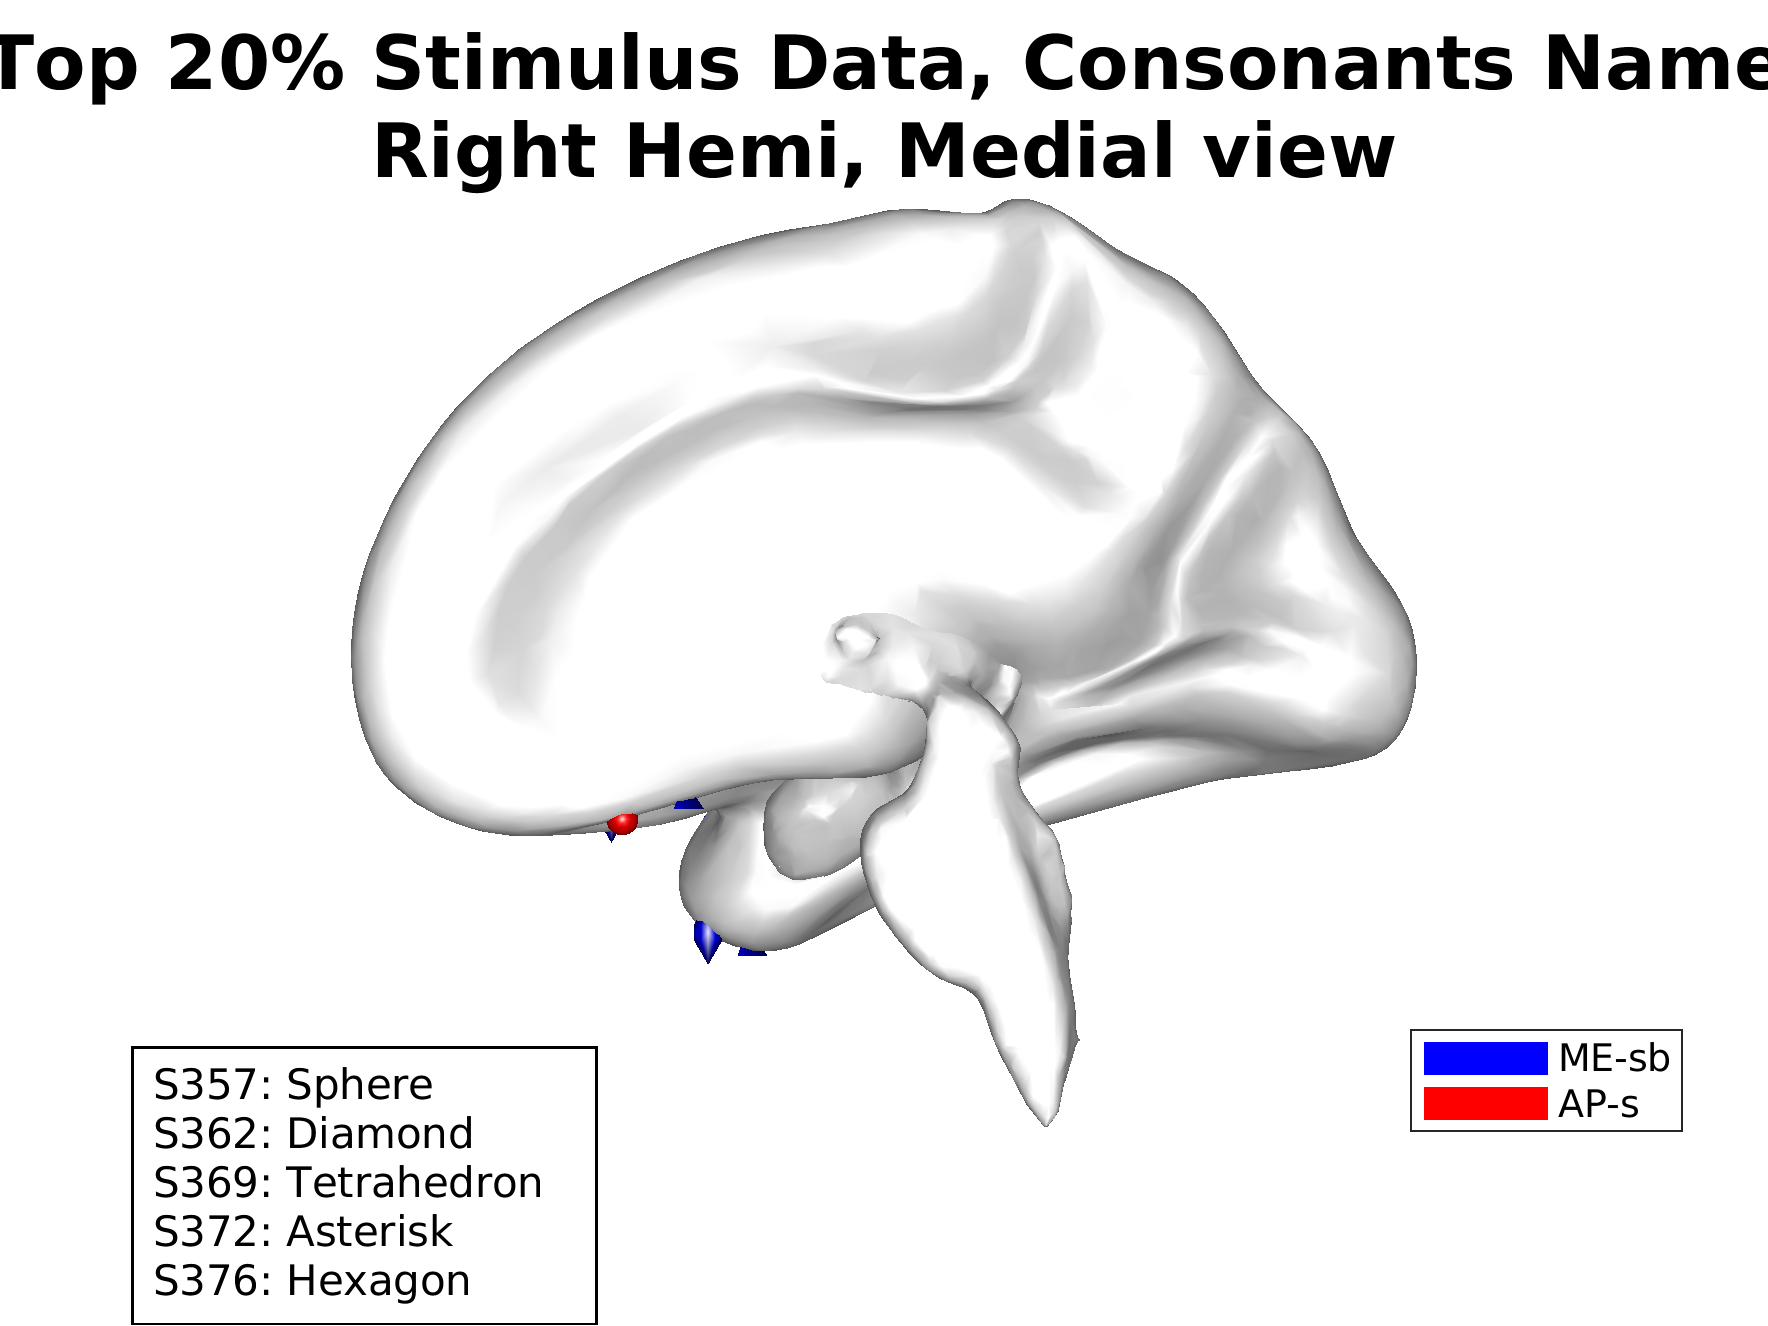 Top 20% Stimulus Data, Consonants Name
Right Hemi, Medial view
ME-sb
AP-s
S357: Sphere
S362: Diamond
S369: Tetrahedron
S372: Asterisk
S376: Hexagon